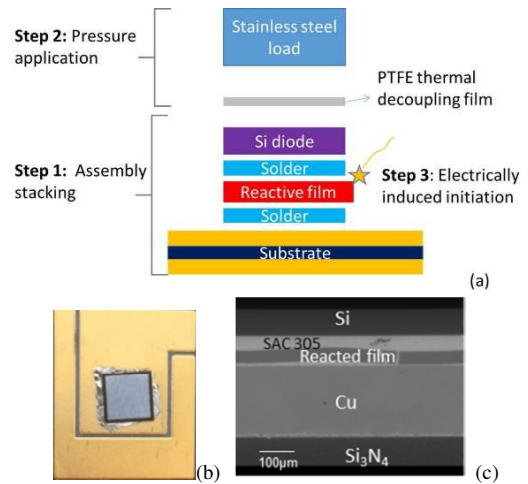 Step 2: Pressure
application
Stainless steel
load
PTFE thermal
decoupling film
Step 1: Assembly
stacking
Si diode
Solder
Reactive film
Solder
Step 3: Electrically
induced initiation
Substrate
(a)
Si
SAC 305
Reacted film
Cu
100µm
Si3N4
(b)
(c)